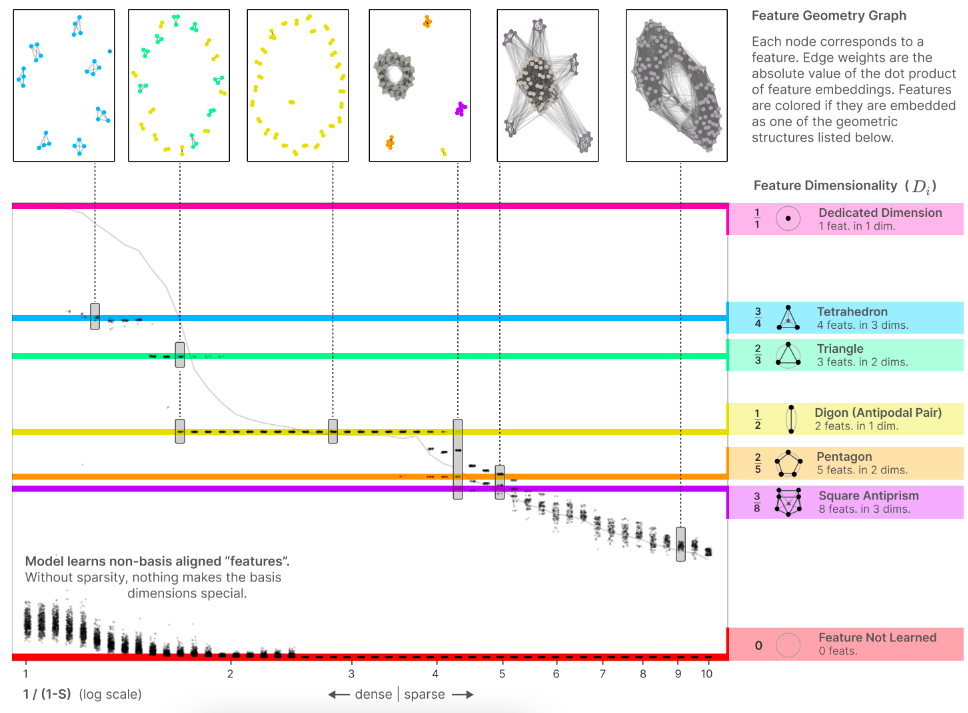 Feature Geometry Graph
Each node corresponds to a
feature. Edge weights are the
absolute value of the dot product
of feature embeddings. Features
are colored if they are embedded
as one of the geometric
structures listed below.
Feature Dimensionality ( D_i )
1/1 Dedicated Dimension
1 feat. in 1 dim.
3/4 Tetrahedron
4 feats. in 3 dims.
2/3 Triangle
3 feats. in 2 dims.
1/2 Digon (Antipodal Pair)
2 feats. in 1 dim.
2/5 Pentagon
5 feats. in 2 dims.
3/8 Square Antiprism
8 feats. in 3 dims.
Model learns non-basis aligned “features”.
Without sparsity, nothing makes the basis
dimensions special.
0 Feature Not Learned
0 feats.
1 2 3 4 5 6 7 8 9 10
1 / (1-S) (log scale)
← dense | sparse →